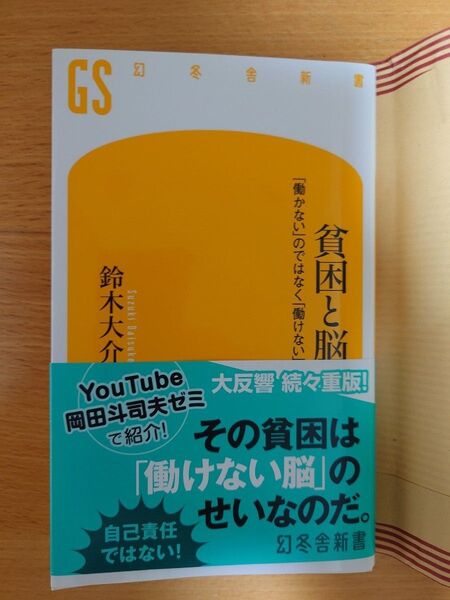 GS 幻冬舎新書
貧困と脳
「働かない」のではなく「働けない」
鈴木大介
Suzuki Daisuke
大反響 続々重版!
YouTube
岡田斗司夫ゼミ
で紹介!
その貧困は
「働けない脳」の
せいなのだ。
自己責任
ではない!
幻冬舎新書